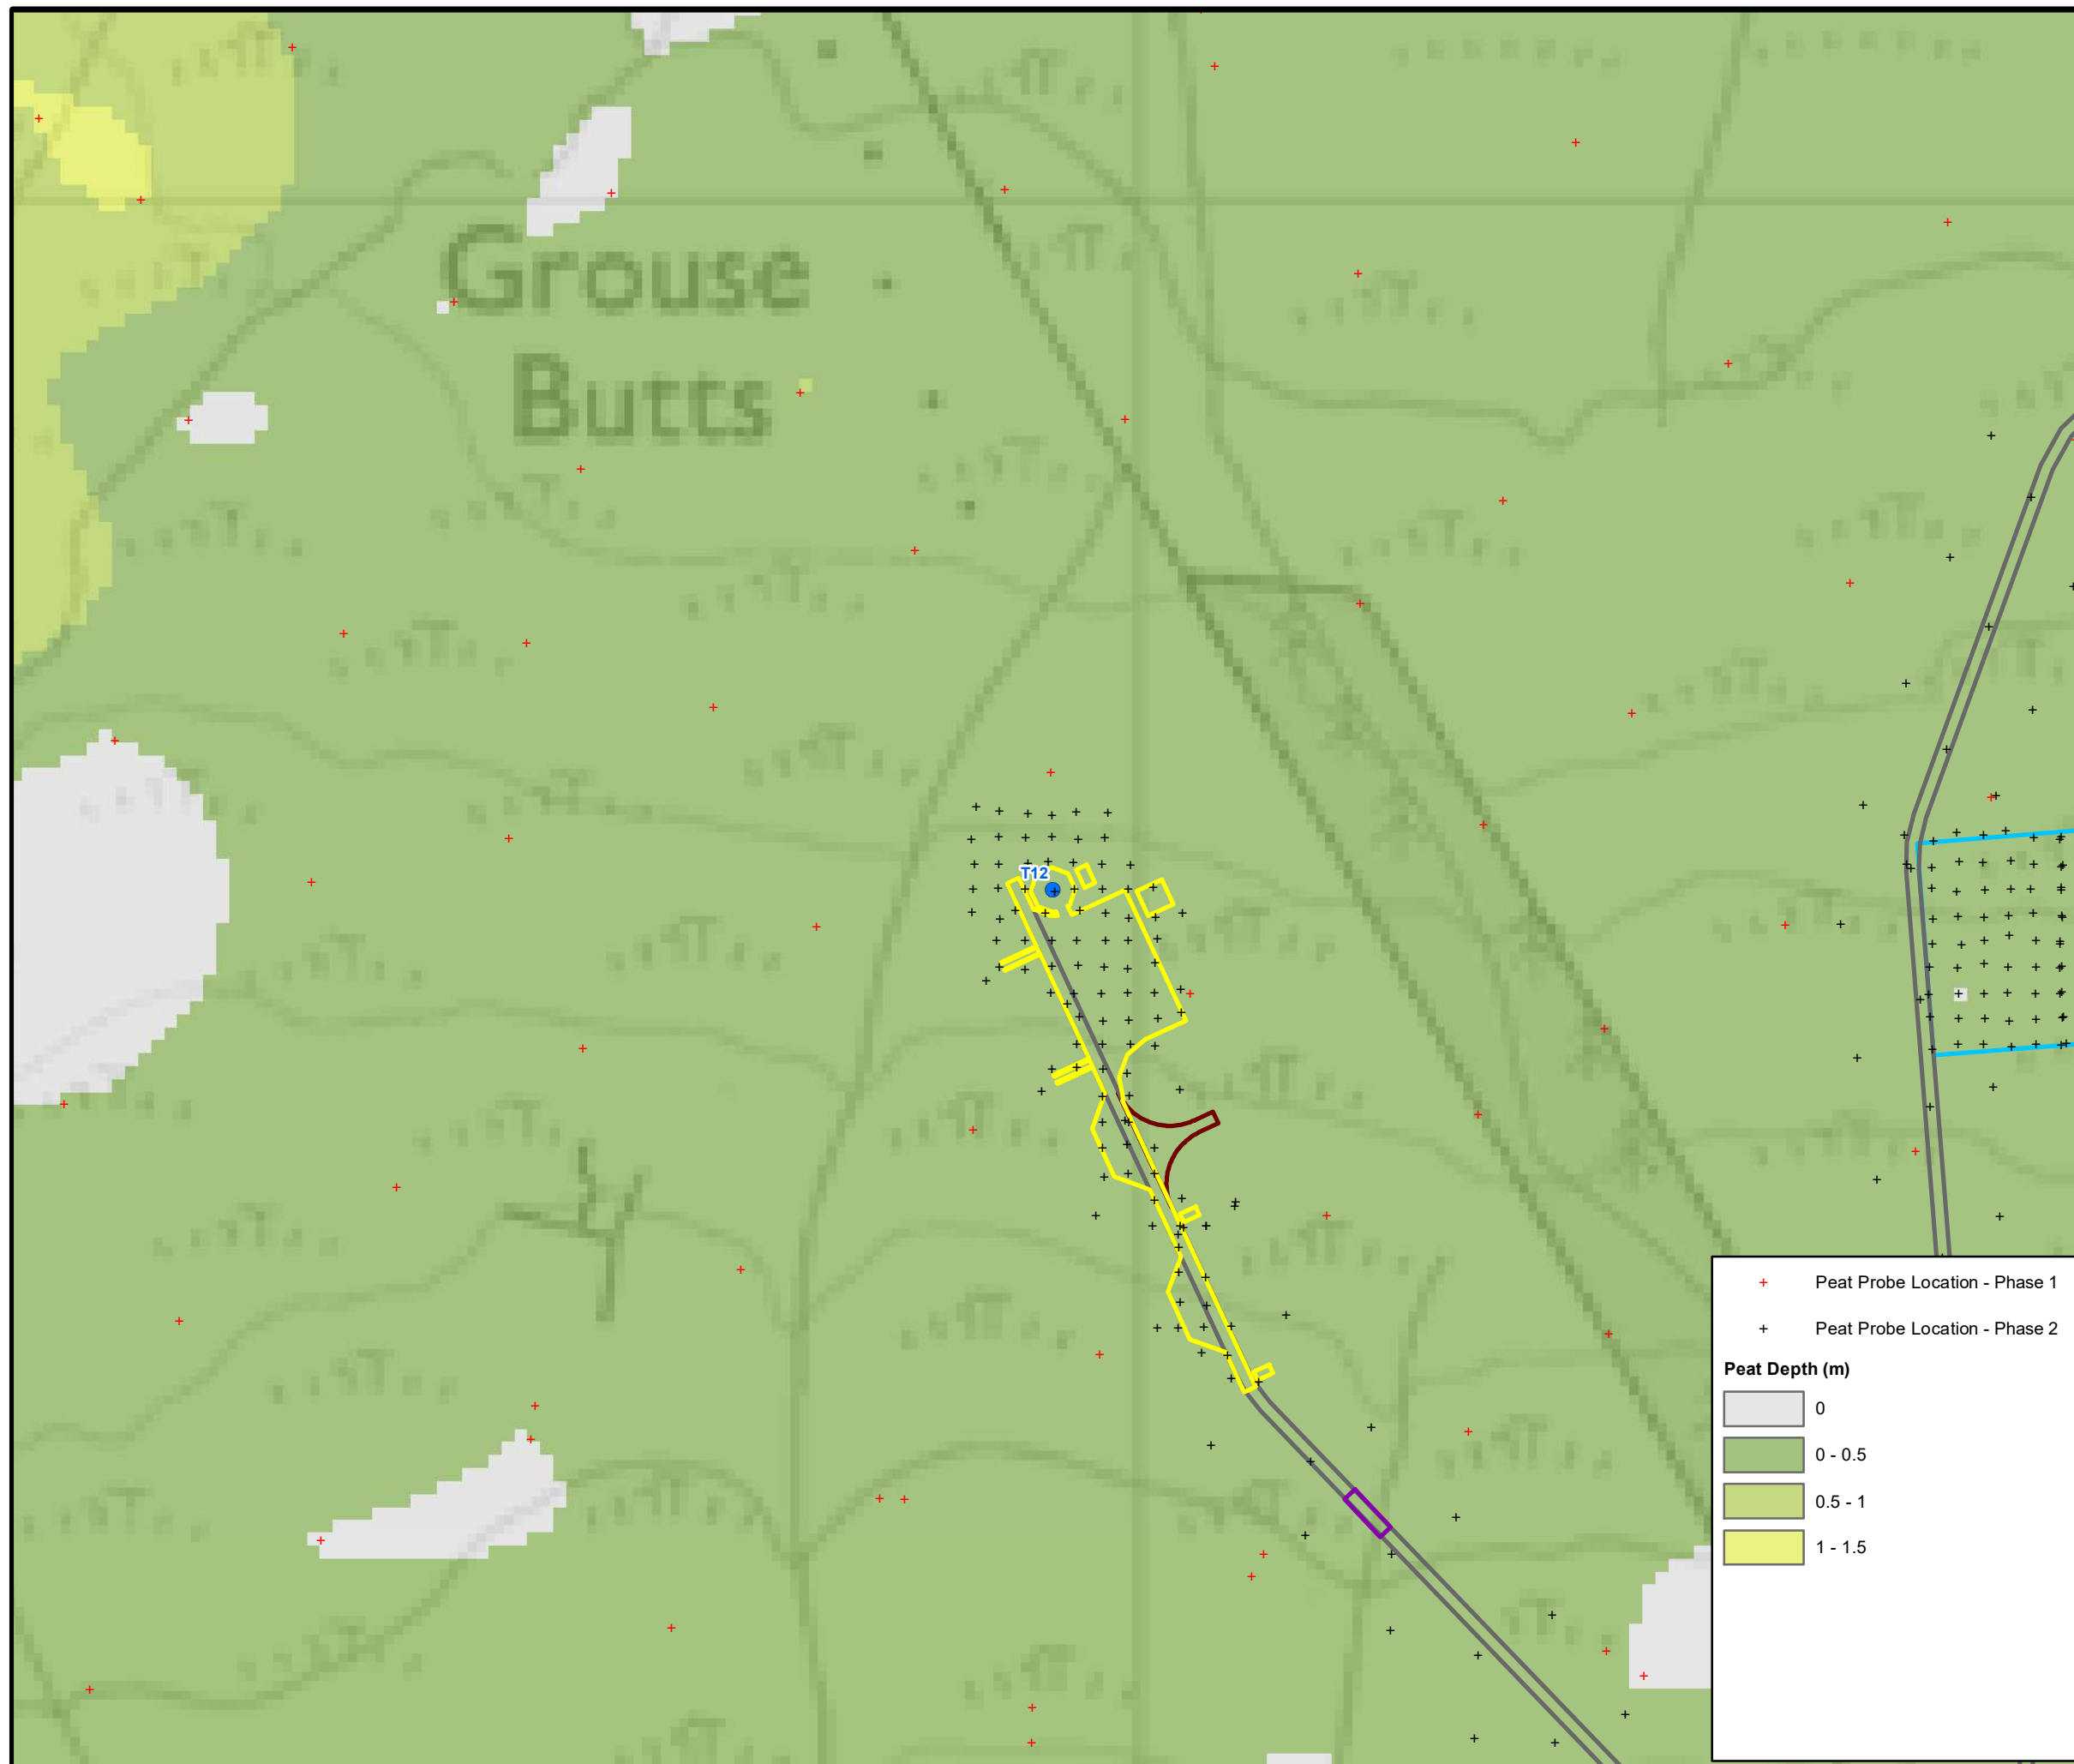 Grouse
Butts
T12
Peat Probe Location - Phase 1
Peat Probe Location - Phase 2
Peat Depth (m)
0
0 - 0.5
0.5 - 1
1 - 1.5